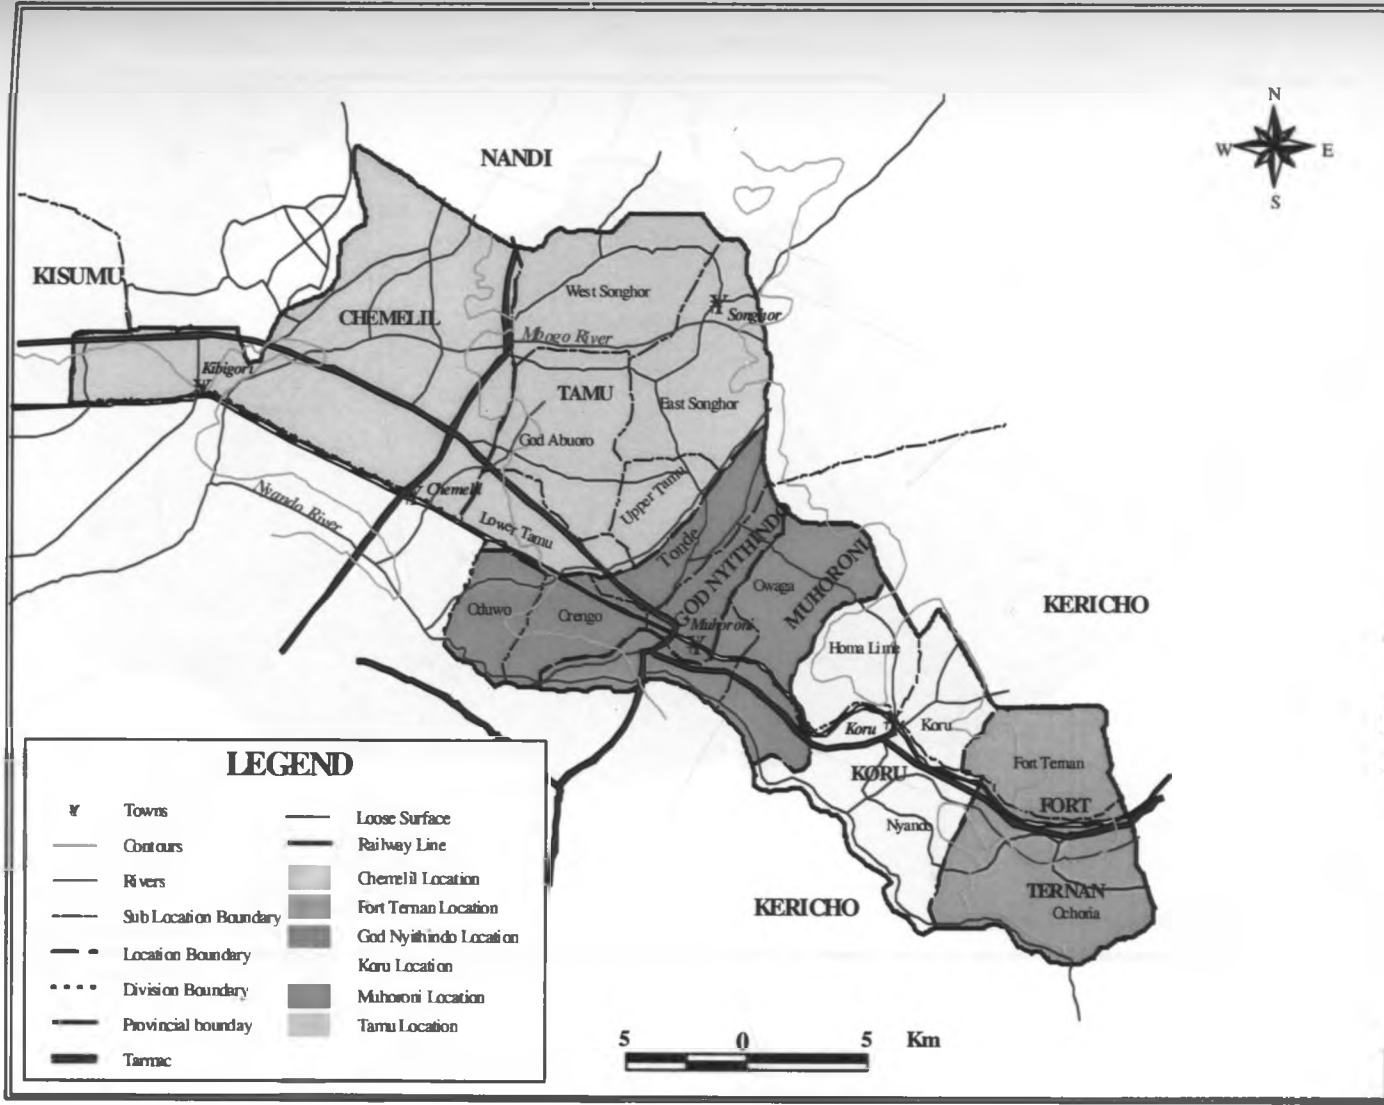 N
W E
S
NANDI
KISUMU
West Songhor
CHEMELIL
Songhor
Mbogo River
Kibigori
TAMU
East Songhor
God Abuoro
Chemelil
Upper Tamu
Nyando River
Lower Tamu
Tonde
GOD NYITHINDO
MUHORONI
Owaga
KERICHO
Oduwo
Orengo
Muhoroni
Homa Lime
Koru
Koru
KORU
Fort Ternan
FORT
Nyando
TERNAN
Ochoria
KERICHO
LEGEND
Towns
Contours
Rivers
Sub Location Boundary
Location Boundary
Division Boundary
Provincial bounday
Tarmac
Loose Surface
Railway Line
Chemelil Location
Fort Ternan Location
God Nyithindo Location
Koru Location
Muhoroni Location
Tamu Location
5 0 5 Km